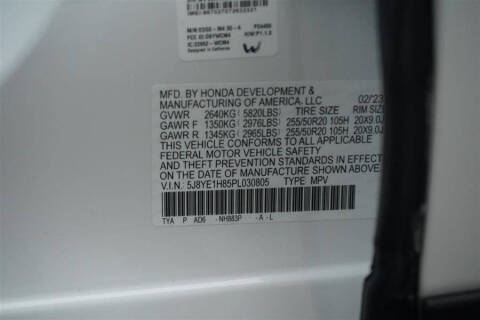 MFD. BY HONDA DEVELOPMENT &
MANUFACTURING OF AMERICA, LLC 02/'23
GVWR 2640KG ( 5820LBS) TIRE SIZE RIM SIZE
GAWR F 1350KG ( 2976LBS) 255/50R20 105H 20X9.0J
GAWR R 1345KG ( 2965LBS) 255/50R20 105H 20X9.0J
THIS VEHICLE CONFORMS TO ALL APPLICABLE
FEDERAL MOTOR VEHICLE SAFETY, BUMPER,
AND THEFT PREVENTION STANDARDS IN EFFECT
ON THE DATE OF MANUFACTURE SHOWN ABOVE.
V.I.N.: 5J8YE1H85PL030805 TYPE MPV
TYA P AD6 -NH883P -A -L